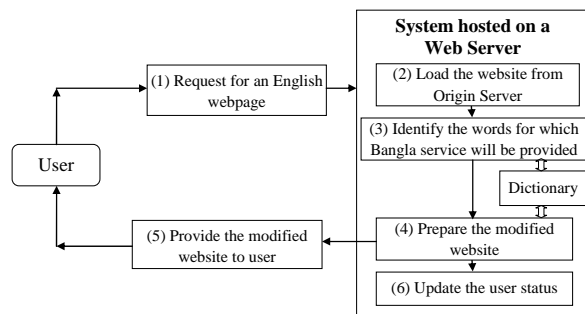 System hosted on a
Web Server
(1) Request for an English
webpage
(2) Load the website from
Origin Server
(3) Identify the words for which
Bangla service will be provided
User
Dictionary
(4) Prepare the modified
website
(5) Provide the modified
website to user
(6) Update the user status